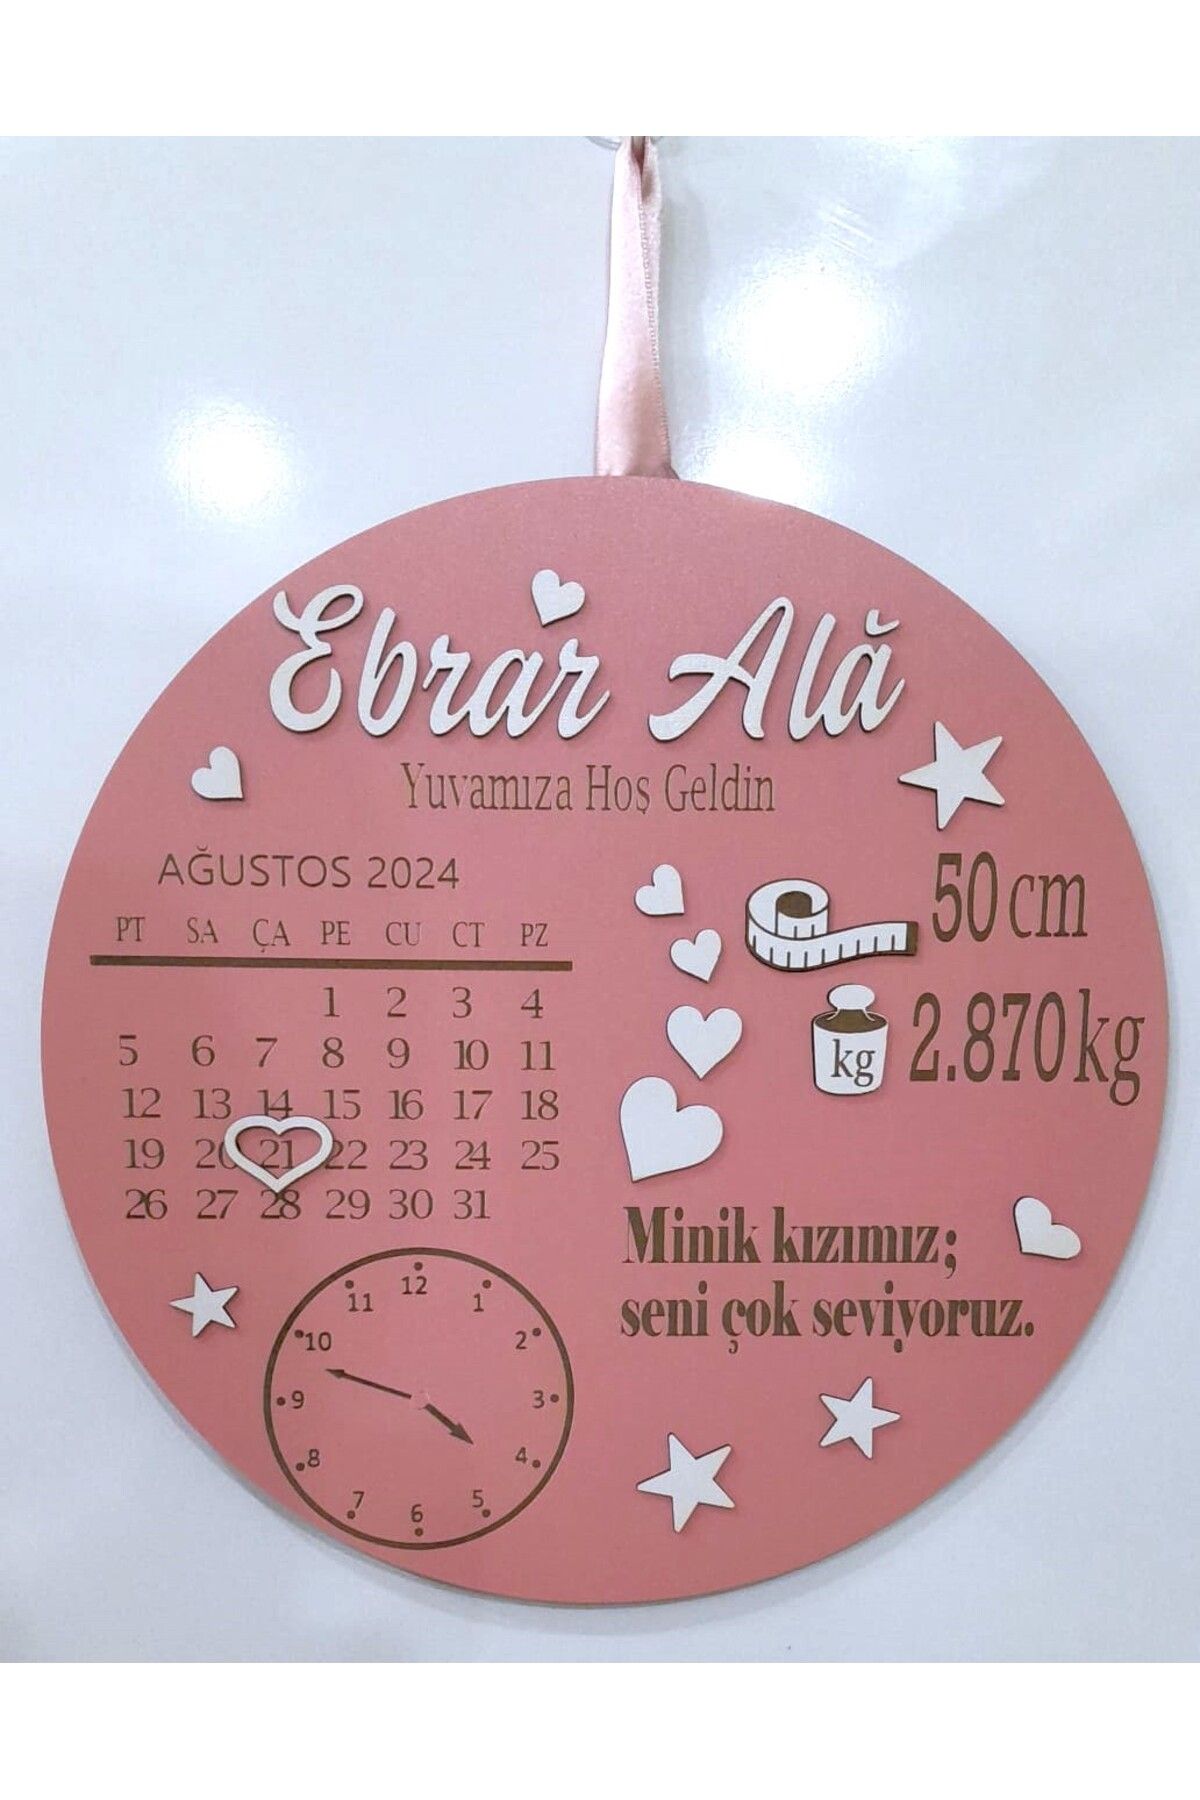 Ebrar Ală
Yuvamıza Hoş Geldin
AĞUSTOS 2024
PT SA ÇA PE CU CT PZ
1 2 3 4
5 6 7 8 9 10 11
12 13 14 15 16 17 18
19 20 21 22 23 24 25
26 27 28 29 30 31
50 cm
kg 2.870 kg
Minik kızımız;
seni çok seviyoruz.
12
11 1
10 2
9 3
8 4
7 5
6